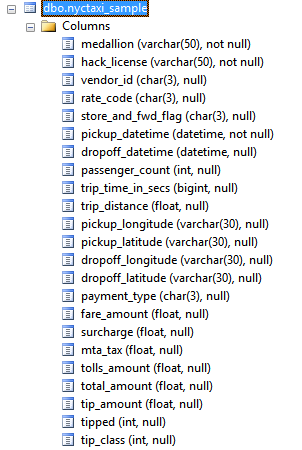 dbo.nyctaxi_sample
Columns
medallion (varchar(50), not null)
hack_license (varchar(50), not null)
vendor_id (char(3), null)
rate_code (char(3), null)
store_and_fwd_flag (char(3), null)
pickup_datetime (datetime, not null)
dropoff_datetime (datetime, null)
passenger_count (int, null)
trip_time_in_secs (bigint, null)
trip_distance (float, null)
pickup_longitude (varchar(30), null)
pickup_latitude (varchar(30), null)
dropoff_longitude (varchar(30), null)
dropoff_latitude (varchar(30), null)
payment_type (char(3), null)
fare_amount (float, null)
surcharge (float, null)
mta_tax (float, null)
tolls_amount (float, null)
total_amount (float, null)
tip_amount (float, null)
tipped (int, null)
tip_class (int, null)